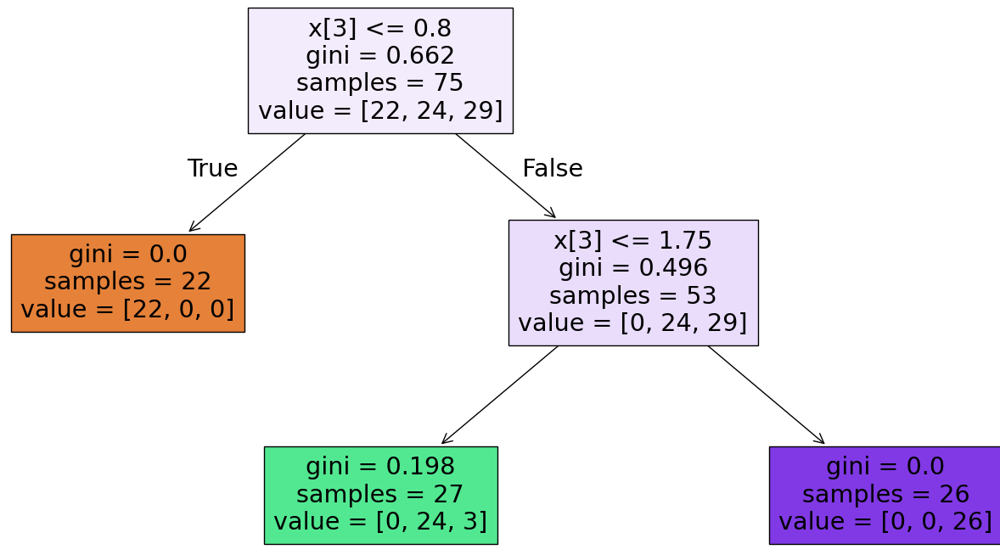 x[3] <= 0.8
gini = 0.662
samples = 75
value = [22, 24, 29]
True
False
gini = 0.0
samples = 22
value = [22, 0, 0]
x[3] <= 1.75
gini = 0.496
samples = 53
value = [0, 24, 29]
gini = 0.198
samples = 27
value = [0, 24, 3]
gini = 0.0
samples = 26
value = [0, 0, 26]